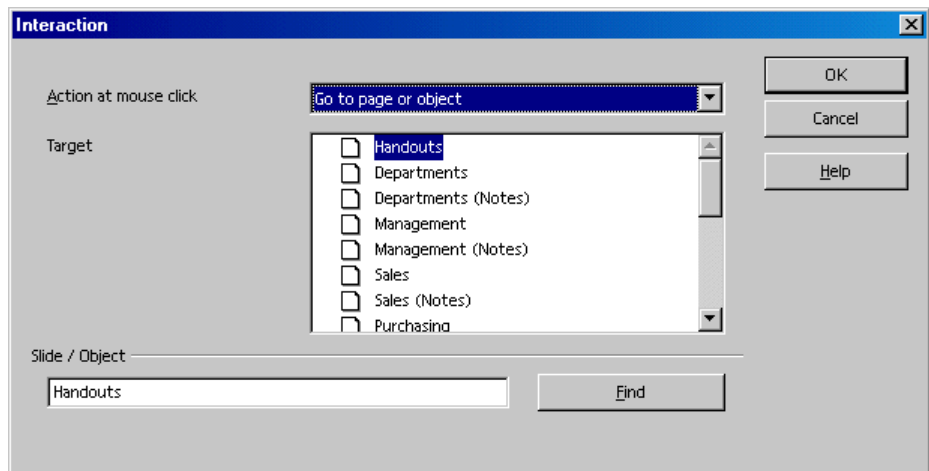 Interaction
Action at mouse click
Go to page or object
Target
Handouts
Departments
Departments (Notes)
Management
Management (Notes)
Sales
Sales (Notes)
Purchasing
Slide / Object
Handouts
Find
OK
Cancel
Help